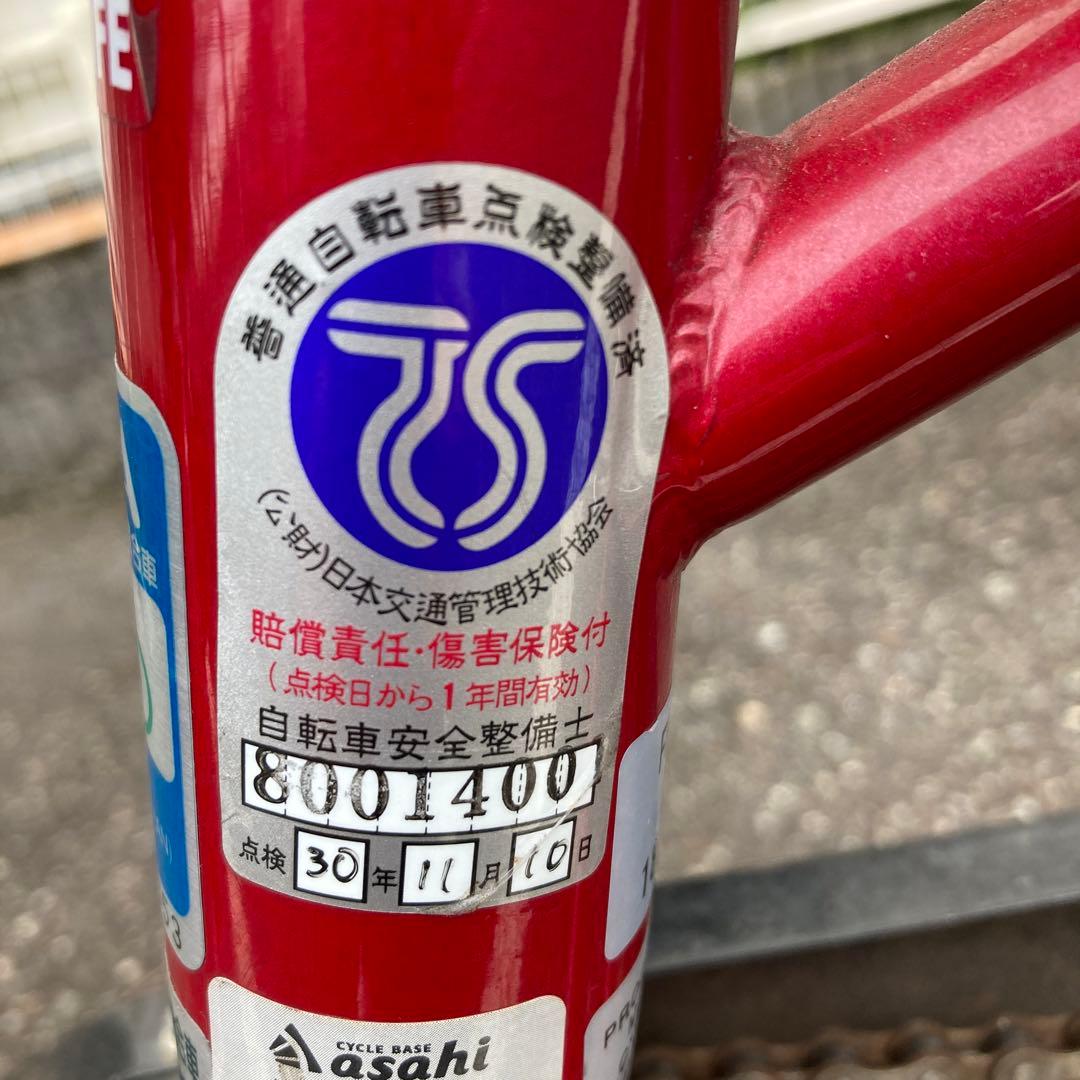 FE
普通自転車点検整備済
TS
(公財)日本交通管理技術協会
賠償責任・傷害保険付
(点検日から1年間有効)
自転車安全整備士
8001400
点検 30 年 11 月 10 日
CYCLE BASE
asahi